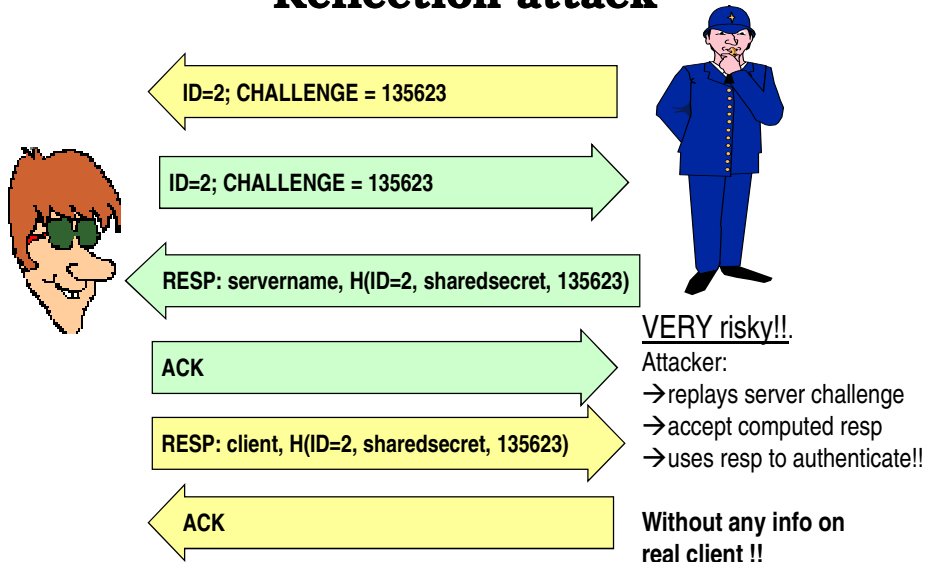 Reflection attack
ID=2; CHALLENGE = 135623
ID=2; CHALLENGE = 135623
RESP: servername, H(ID=2, sharedsecret, 135623)
ACK
RESP: client, H(ID=2, sharedsecret, 135623)
ACK
VERY risky!!.
Attacker:
→replays server challenge
→accept computed resp
→uses resp to authenticate!!
Without any info on
real client !!